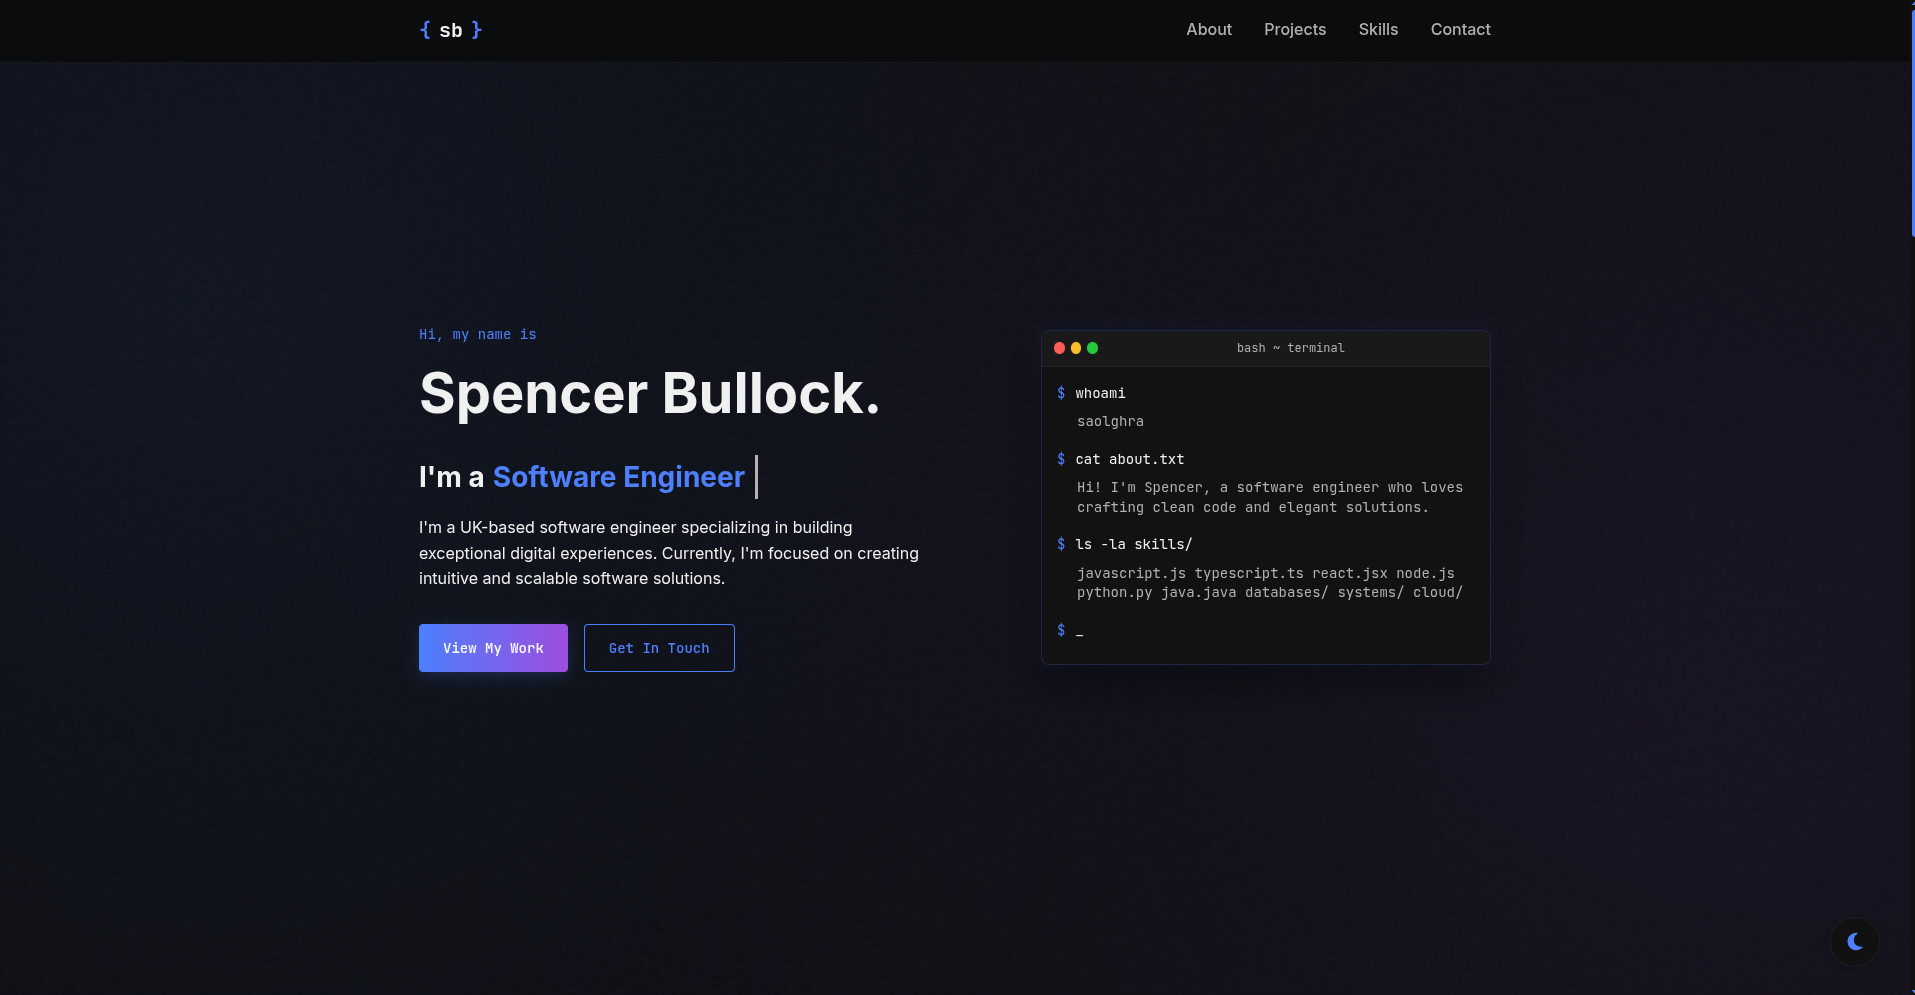 { sb }
About Projects Skills Contact
Hi, my name is
Spencer Bullock.
I'm a Software Engineer
I'm a UK-based software engineer specializing in building
exceptional digital experiences. Currently, I'm focused on creating
intuitive and scalable software solutions.
View My Work
Get In Touch
bash ~ terminal
$ whoami
saolghra
$ cat about.txt
Hi! I'm Spencer, a software engineer who loves
crafting clean code and elegant solutions.
$ ls -la skills/
javascript.js typescript.ts react.jsx node.js
python.py java.java databases/ systems/ cloud/
$ _